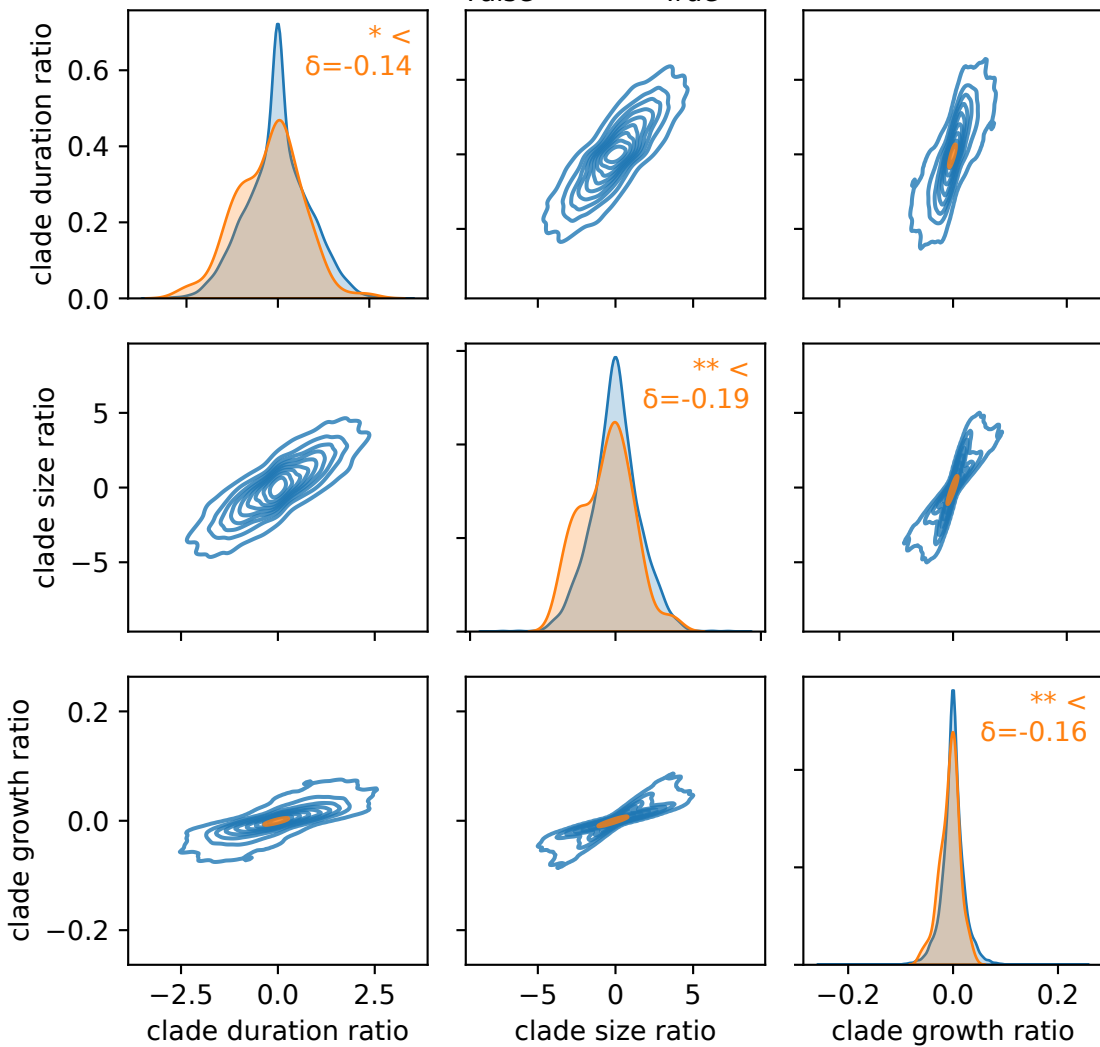 * <
δ=-0.14
clade duration ratio
0.6
0.4
0.2
0.0
** <
δ=-0.19
clade size ratio
5
0
−5
** <
δ=-0.16
clade growth ratio
0.2
0.0
−0.2
−2.5 0.0 2.5
−5 0 5
−0.2 0.0 0.2
clade duration ratio
clade size ratio
clade growth ratio